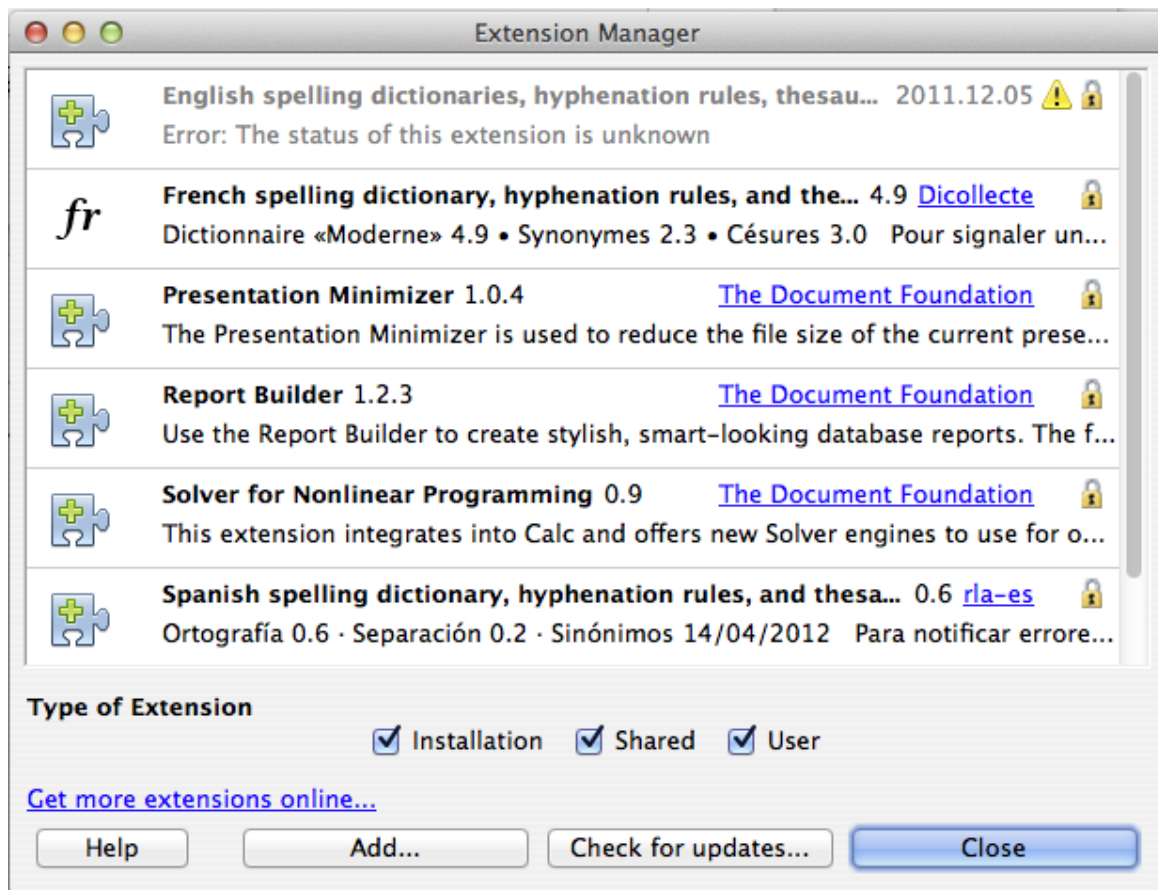 Extension Manager
English spelling dictionaries, hyphenation rules, thesau... 2011.12.05
Error: The status of this extension is unknown
fr
French spelling dictionary, hyphenation rules, and the... 4.9 Dicollecte
Dictionnaire «Moderne» 4.9 • Synonymes 2.3 • Césures 3.0 Pour signaler un...
Presentation Minimizer 1.0.4 The Document Foundation
The Presentation Minimizer is used to reduce the file size of the current prese...
Report Builder 1.2.3 The Document Foundation
Use the Report Builder to create stylish, smart-looking database reports. The f...
Solver for Nonlinear Programming 0.9 The Document Foundation
This extension integrates into Calc and offers new Solver engines to use for o...
Spanish spelling dictionary, hyphenation rules, and thesa... 0.6 rla-es
Ortografía 0.6 · Separación 0.2 · Sinónimos 14/04/2012 Para notificar errore...
Type of Extension
Installation Shared User
Get more extensions online...
Help Add... Check for updates... Close